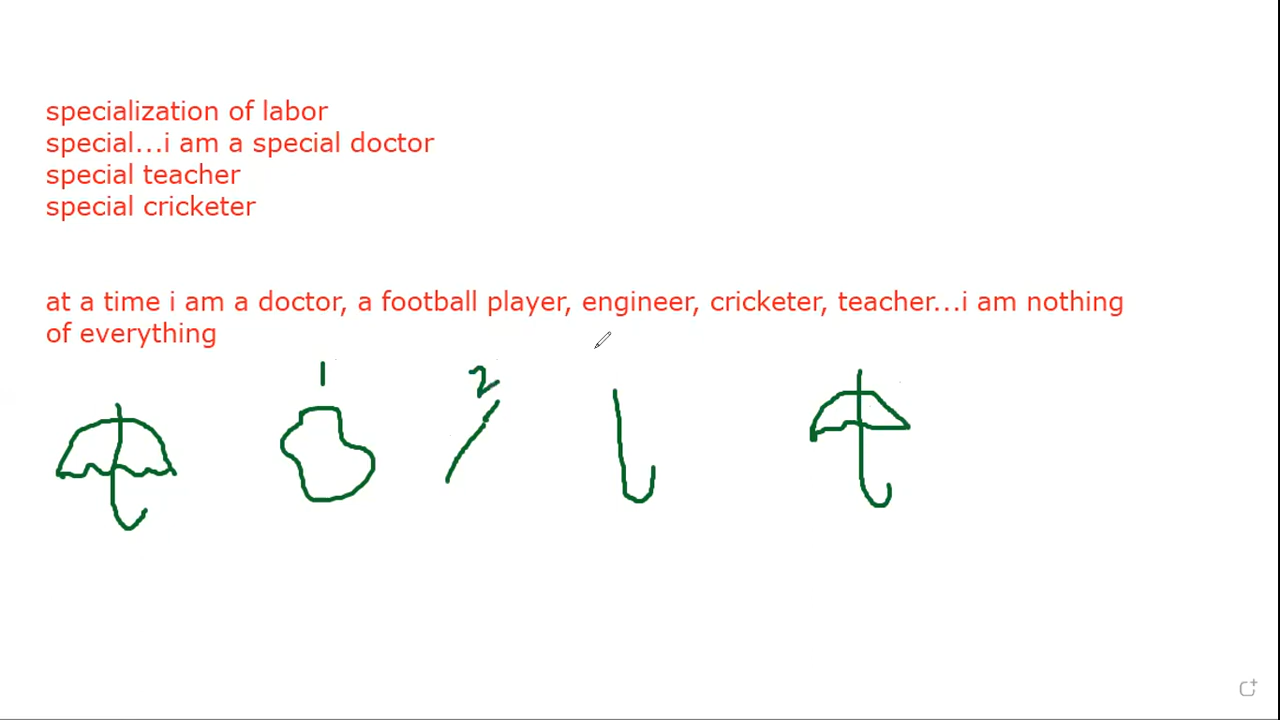 specialization of labor
special...i am a special doctor
special teacher
special cricketer
at a time i am a doctor, a football player, engineer, cricketer, teacher...i am nothing
of everything
1 2